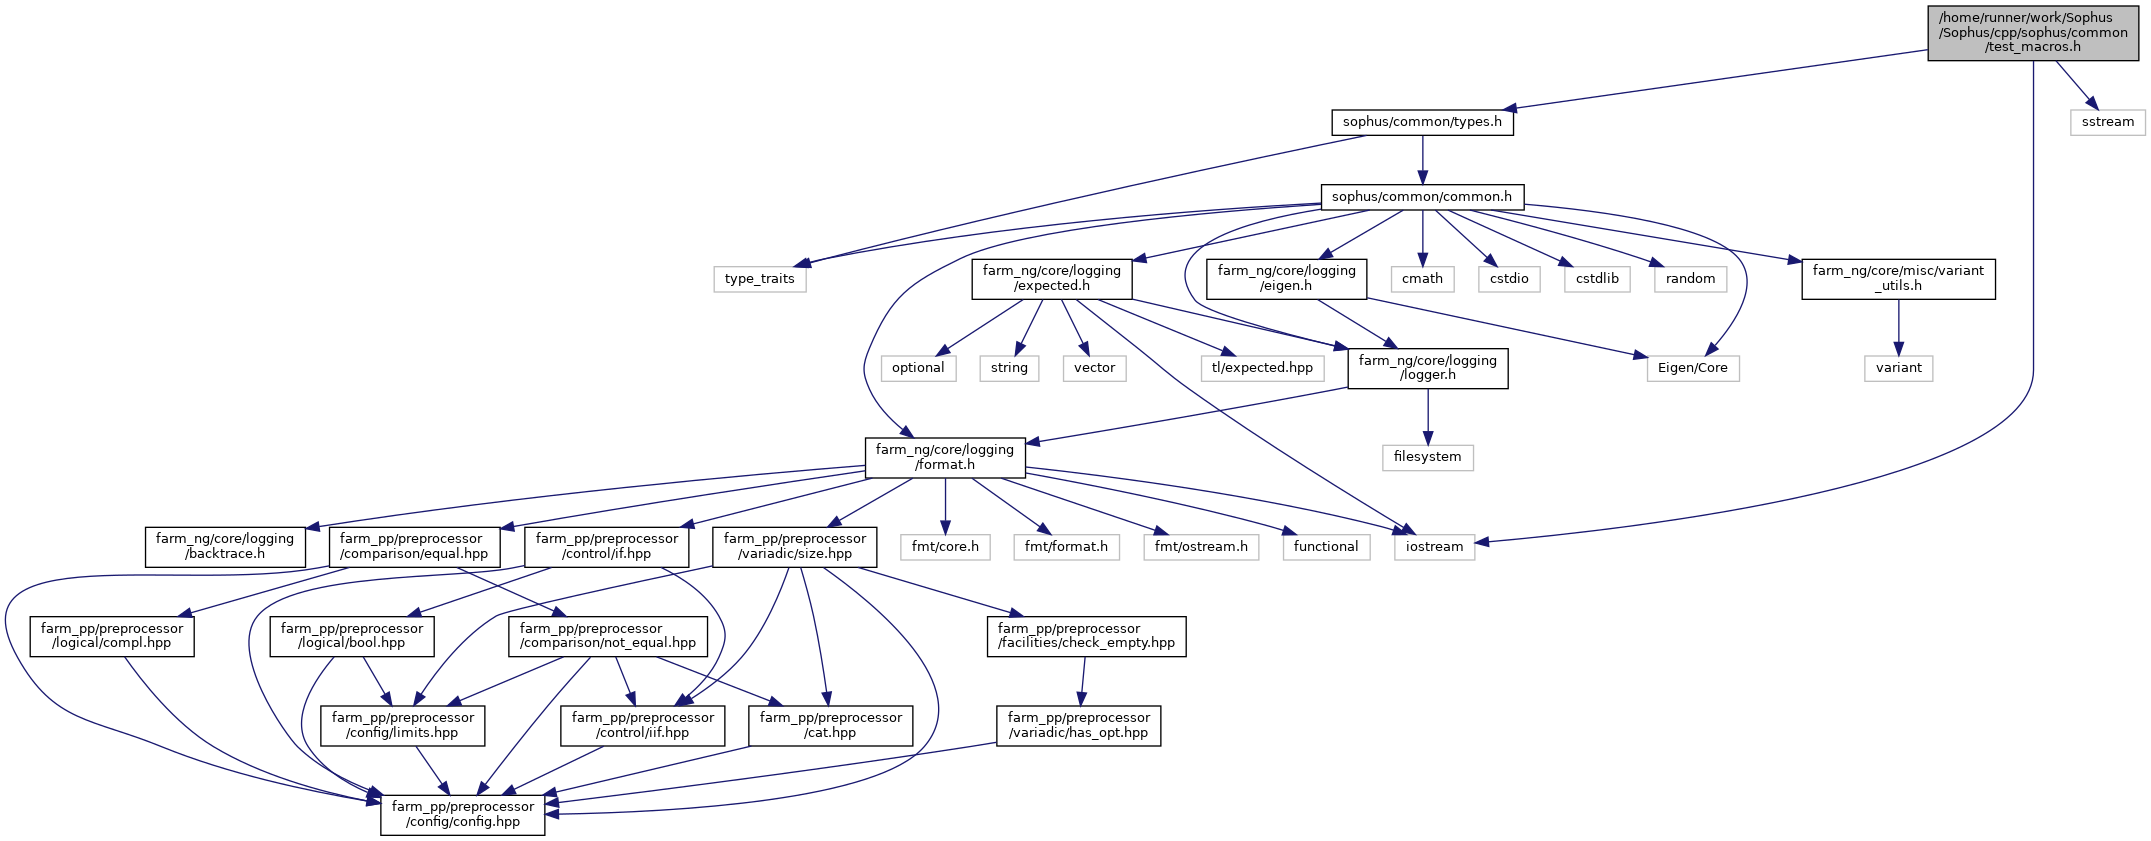 /home/runner/work/Sophus
/Sophus/cpp/sophus/common
/test_macros.h
sophus/common/types.h
sstream
sophus/common/common.h
type_traits
farm_ng/core/logging
/expected.h
farm_ng/core/logging
/eigen.h
cmath
cstdio
cstdlib
random
farm_ng/core/misc/variant
_utils.h
optional
string
vector
tl/expected.hpp
farm_ng/core/logging
/logger.h
Eigen/Core
variant
farm_ng/core/logging
/format.h
filesystem
farm_ng/core/logging
/backtrace.h
farm_pp/preprocessor
/comparison/equal.hpp
farm_pp/preprocessor
/control/if.hpp
farm_pp/preprocessor
/variadic/size.hpp
fmt/core.h
fmt/format.h
fmt/ostream.h
functional
iostream
farm_pp/preprocessor
/logical/compl.hpp
farm_pp/preprocessor
/logical/bool.hpp
farm_pp/preprocessor
/comparison/not_equal.hpp
farm_pp/preprocessor
/facilities/check_empty.hpp
farm_pp/preprocessor
/config/limits.hpp
farm_pp/preprocessor
/control/iif.hpp
farm_pp/preprocessor
/cat.hpp
farm_pp/preprocessor
/variadic/has_opt.hpp
farm_pp/preprocessor
/config/config.hpp